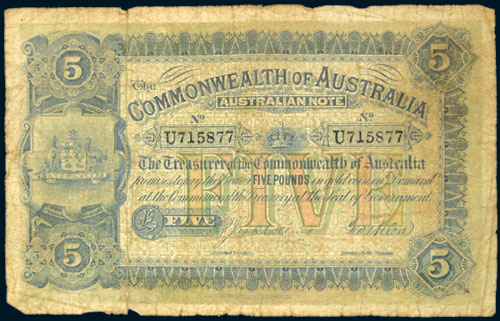 5 5
The
COMMONWEALTH OF AUSTRALIA
AUSTRALIAN NOTE
No No
U715877 U715877
The Treasurer of the Commonwealth of Australia
promises to pay the Bearer FIVE POUNDS in gold coin on Demand
at the Commonwealth Treasury at the Seat of Government.
FIVE
£ FIVE
5 5